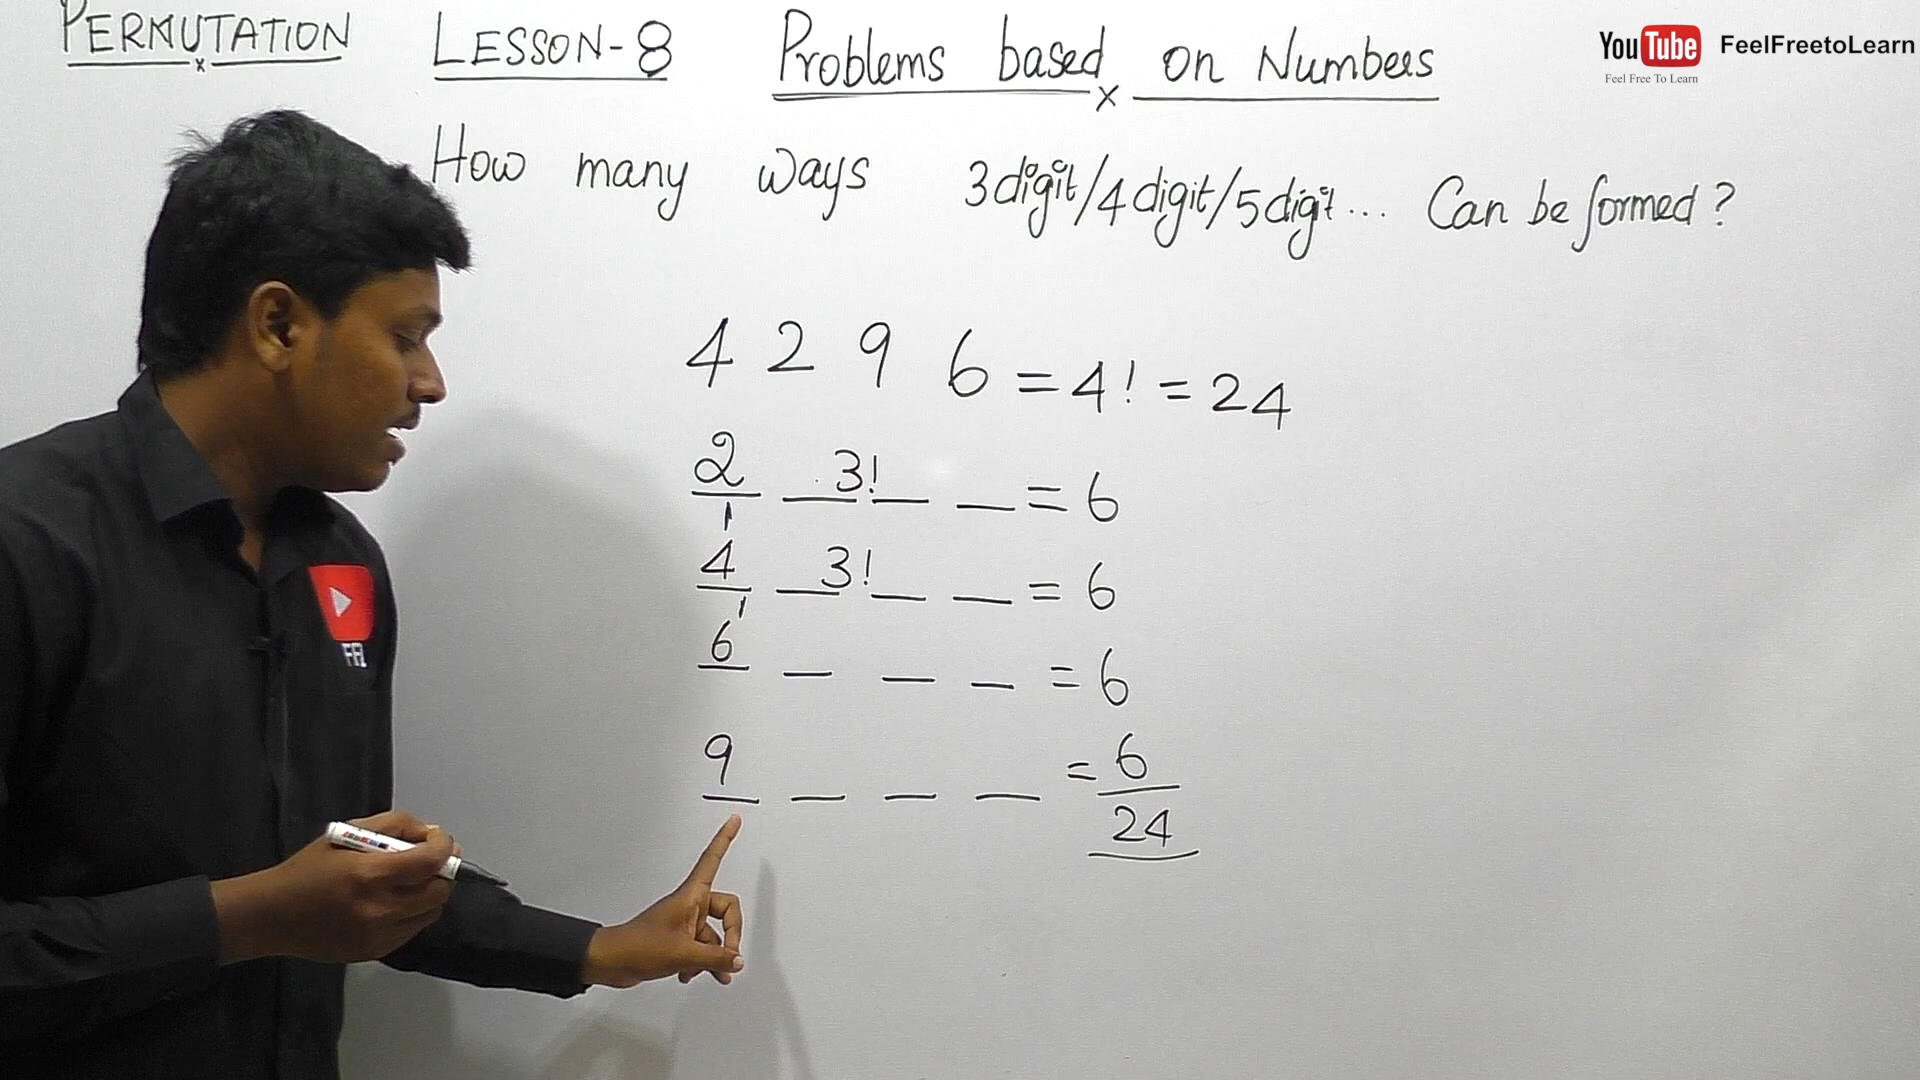 PERMUTATION LESSON-8 Problems based on Numbers
x x
YouTube FeelFreetoLearn
Feel Free To Learn
How many ways 3digit/4digit/5digit... Can be formed?
4 2 9 6 = 4! = 24
2 3! = 6
1
4 3! = 6
1
6 = 6
9 = 6
24
FFL